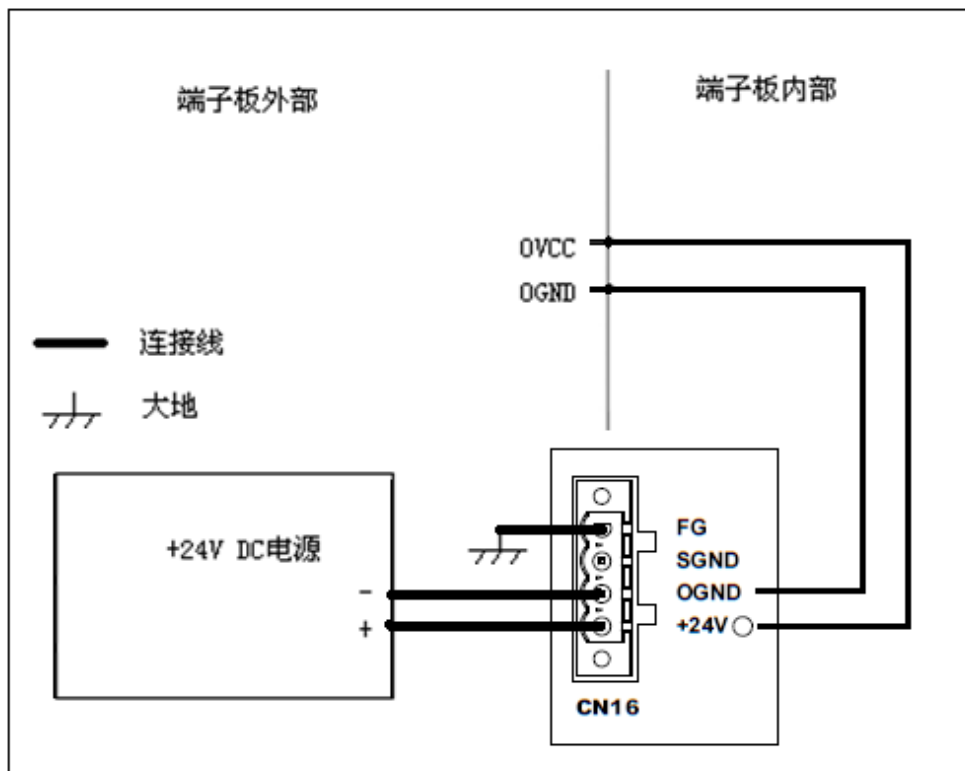 端子板外部
端子板内部
OVCC
OGND
连接线
大地
+24V DC电源
-
+
FG
SGND
OGND
+24V
CN16